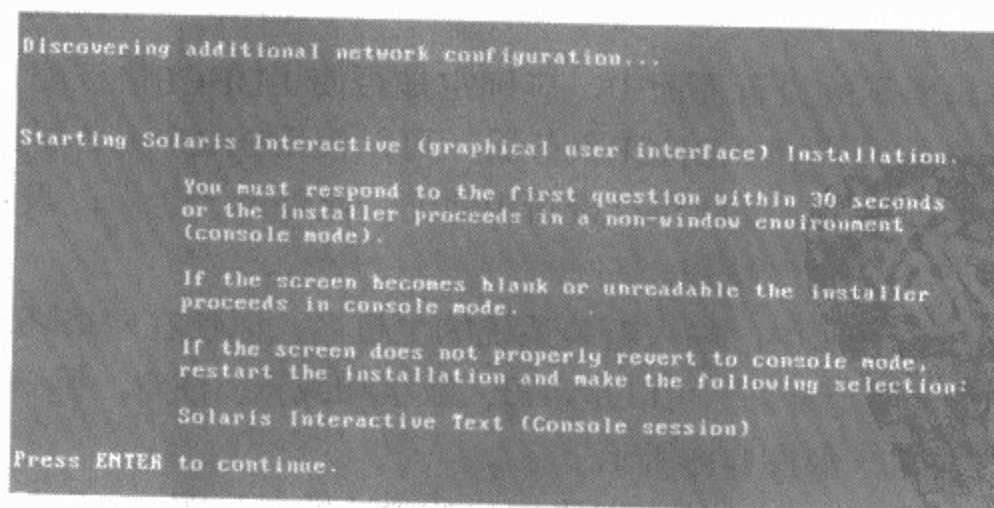 Discovering additional network configuration...
Starting Solaris Interactive (graphical user interface) Installation.
You must respond to the first question within 30 seconds
or the installer proceeds in a non-window environment
(console mode).
If the screen becomes blank or unreadable the installer
proceeds in console mode.
If the screen does not properly revert to console mode,
restart the installation and make the following selection:
Solaris Interactive Text (Console session)
Press ENTER to continue.